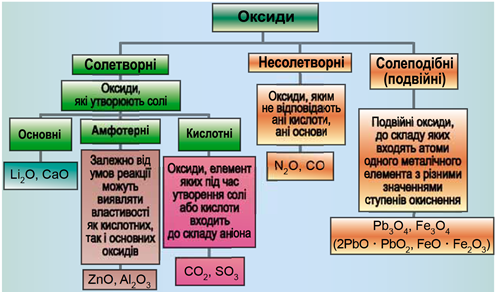 Оксиди
Солетворні
Оксиди,
які утворюють солі
Основні
Li₂O, CaO
Амфотерні
Залежно від
умов реакції
можуть
виявляти
властивості
як кислотних,
так і основних
оксидів
ZnO, Al₂O₃
Кислотні
Оксиди, елемент
яких під час
утворення солі
або кислоти
входить
до складу аніона
CO₂, SO₃
Несолетворні
Оксиди, яким
не відповідають
ані кислоти,
ані основи
N₂O, CO
Солеподібні
(подвійні)
Подвійні оксиди,
до складу яких
входять атоми
одного металічного
елемента з різними
значеннями
ступенів окиснення
Pb₃O₄, Fe₃O₄
(2PbO · PbO₂, FeO · Fe₂O₃)